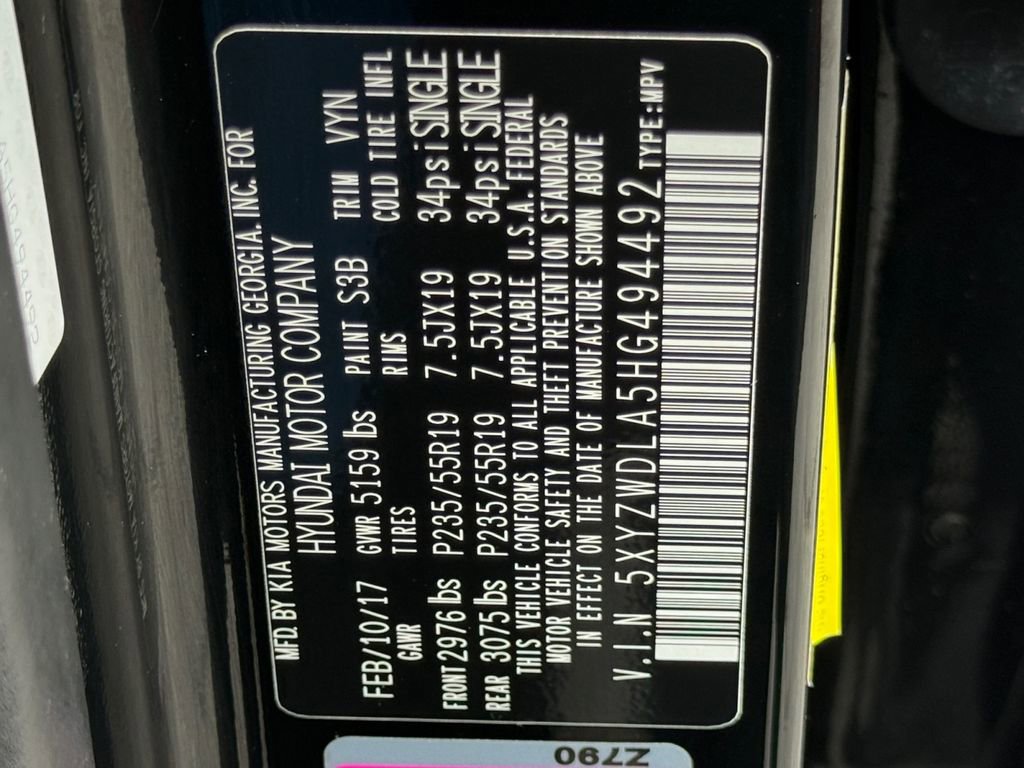 MFD. BY KIA MOTORS MANUFACTURING GEORGIA. INC. FOR
HYUNDAI MOTOR COMPANY
FEB/10/17 GVWR 5159 lbs PAINT S3B TRIM VYN
GAWR TIRES RIMS COLD TIRE INFL
FRONT 2976 lbs P235/55R19 7.5JX19 34psi SINGLE
REAR 3075 lbs P235/55R19 7.5JX19 34psi SINGLE
THIS VEHICLE CONFORMS TO ALL APPLICABLE U.S.A. FEDERAL
MOTOR VEHICLE SAFETY AND THEFT PREVENTION STANDARDS
IN EFFECT ON THE DATE OF MANUFACTURE SHOWN ABOVE
V.I.N 5XYZWDLA5HG494492 TYPE:MPV
Z790